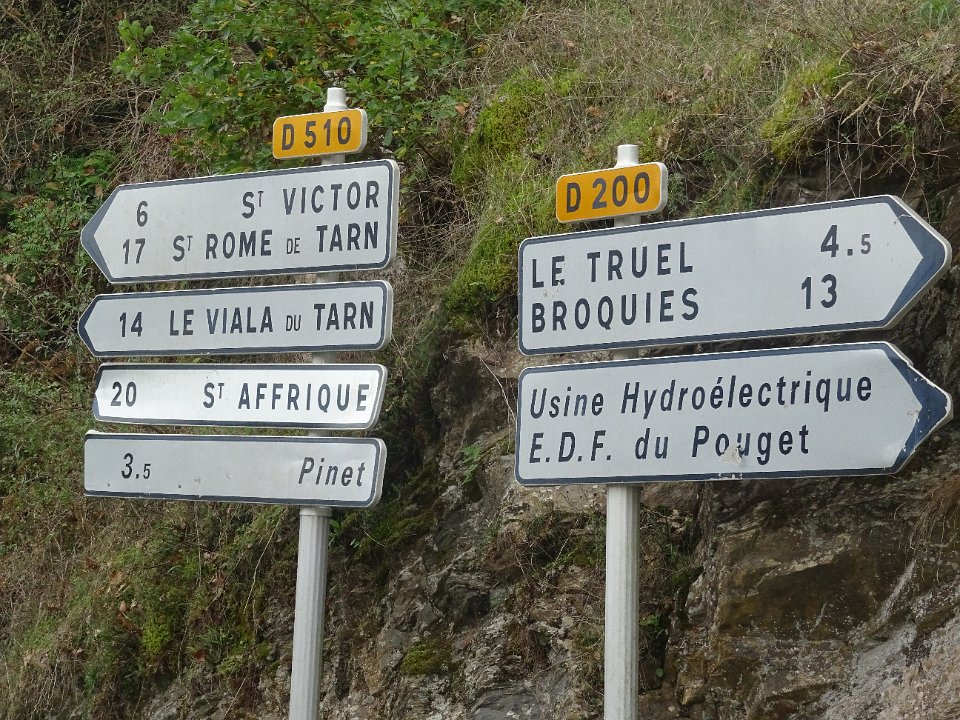 D 510
6 ST VICTOR
17 ST ROME DE TARN
14 LE VIALA DU TARN
20 ST AFFRIQUE
3.5 Pinet
D 200
LE TRUEL 4.5
BROQUIES 13
Usine Hydroélectrique
E.D.F. du Pouget